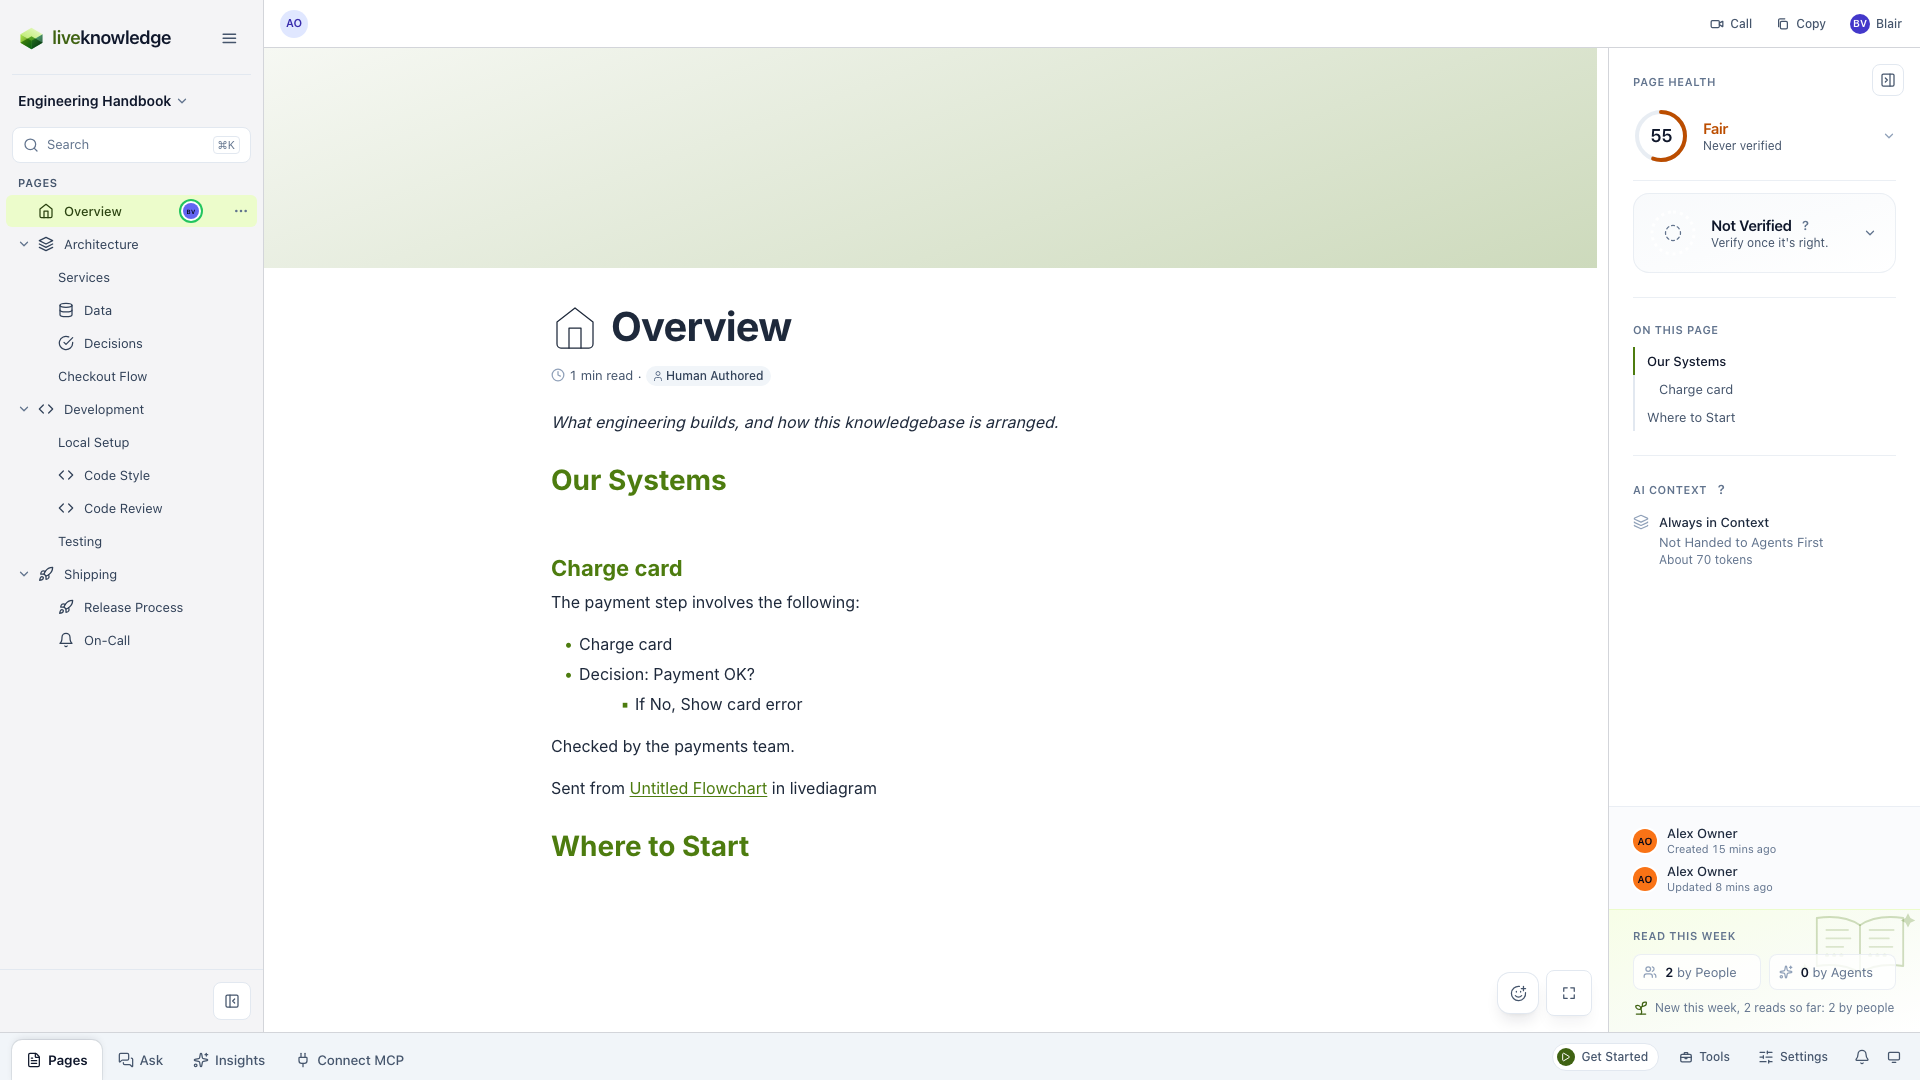 liveknowledge
Engineering Handbook
Search ⌘K
PAGES
Overview BV
Architecture
Services
Data
Decisions
Checkout Flow
Development
Local Setup
Code Style
Code Review
Testing
Shipping
Release Process
On-Call
AO
Call Copy BV Blair
Overview
1 min read · Human Authored
What engineering builds, and how this knowledgebase is arranged.
Our Systems
Charge card
The payment step involves the following:
• Charge card
• Decision: Payment OK?
▪ If No, Show card error
Checked by the payments team.
Sent from Untitled Flowchart in livediagram
Where to Start
PAGE HEALTH
55
Fair
Never verified
Not Verified ?
Verify once it's right.
ON THIS PAGE
Our Systems
Charge card
Where to Start
AI CONTEXT ?
Always in Context
Not Handed to Agents First
About 70 tokens
AO Alex Owner
Created 15 mins ago
AO Alex Owner
Updated 8 mins ago
READ THIS WEEK
2 by People 0 by Agents
New this week, 2 reads so far: 2 by people
Pages Ask Insights Connect MCP
Get Started Tools Settings